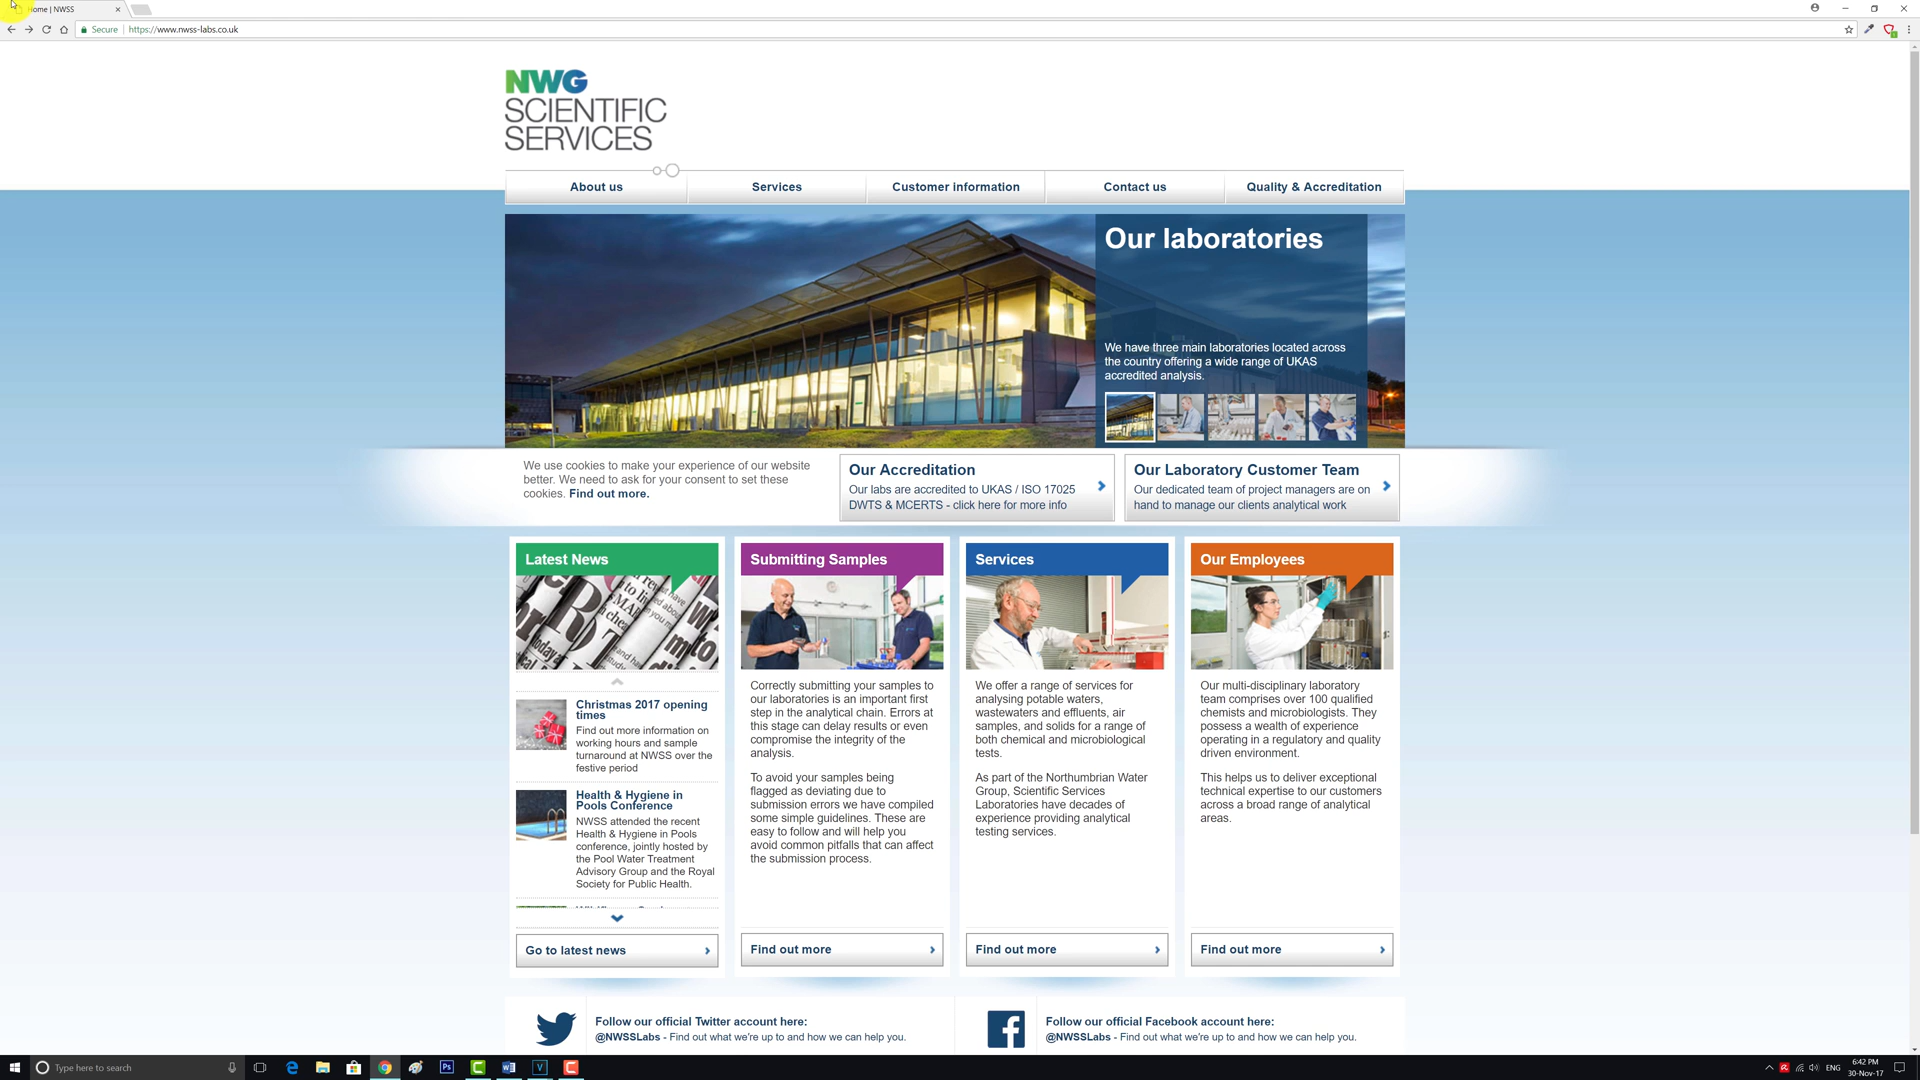 Home | NWSS
Secure
https://www.nwss-labs.co.uk
NWG
SCIENTIFIC
SERVICES
About us
Services
Customer information
Contact us
Quality & Accreditation
Our laboratories
We have three main laboratories located across
the country offering a wide range of UKAS
accredited analysis.
We use cookies to make your experience of our website
better. We need to ask for your consent to set these
cookies. Find out more.
Our Accreditation
Our labs are accredited to UKAS / ISO 17025
DWTS & MCERTS - click here for more info
Our Laboratory Customer Team
Our dedicated team of project managers are on
hand to manage our clients analytical work
Latest News
Christmas 2017 opening
times
Find out more information on
working hours and sample
turnaround at NWSS over the
festive period
Health & Hygiene in
Pools Conference
NWSS attended the recent
Health & Hygiene in Pools
conference, jointly hosted by
the Pool Water Treatment
Advisory Group and the Royal
Society for Public Health.
Go to latest news
Submitting Samples
Correctly submitting your samples to
our laboratories is an important first
step in the analytical chain. Errors at
this stage can delay results or even
compromise the integrity of the
analysis.
To avoid your samples being
flagged as deviating due to
submission errors we have compiled
some simple guidelines. These are
easy to follow and will help you
avoid common pitfalls that can affect
the submission process.
Find out more
Services
We offer a range of services for
analysing potable waters,
wastewaters and effluents, air
samples, and solids for a range of
both chemical and microbiological
tests.
As part of the Northumbrian Water
Group, Scientific Services
Laboratories have decades of
experience providing analytical
testing services.
Find out more
Our Employees
Our multi-disciplinary laboratory
team comprises over 100 qualified
chemists and microbiologists. They
possess a wealth of experience
operating in a regulatory and quality
driven environment.
This helps us to deliver exceptional
technical expertise to our customers
across a broad range of analytical
areas.
Find out more
Follow our official Twitter account here:
@NWSSLabs - Find out what we're up to and how we can help you.
Follow our official Facebook account here:
@NWSSLabs - Find out what we're up to and how we can help you.
Type here to search
ENG
6:42 PM
30-Nov-17